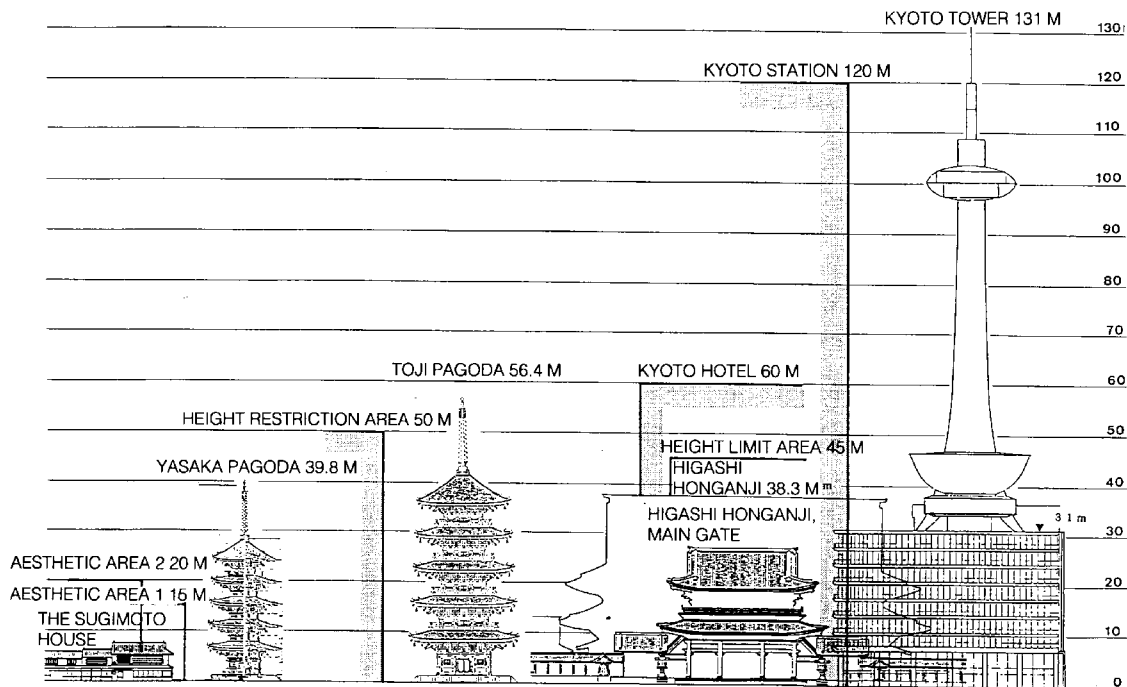 KYOTO TOWER 131 M
KYOTO STATION 120 M
TOJI PAGODA 56.4 M
KYOTO HOTEL 60 M
HEIGHT RESTRICTION AREA 50 M
YASAKA PAGODA 39.8 M
HEIGHT LIMIT AREA 45 M
HIGASHI
HONGANJI 38.3 M m
HIGASHI HONGANJI,
MAIN GATE
AESTHETIC AREA 2 20 M
AESTHETIC AREA 1 15 M
THE SUGIMOTO
HOUSE
31m
130
120
110
100
90
80
70
60
50
40
30
20
10
0